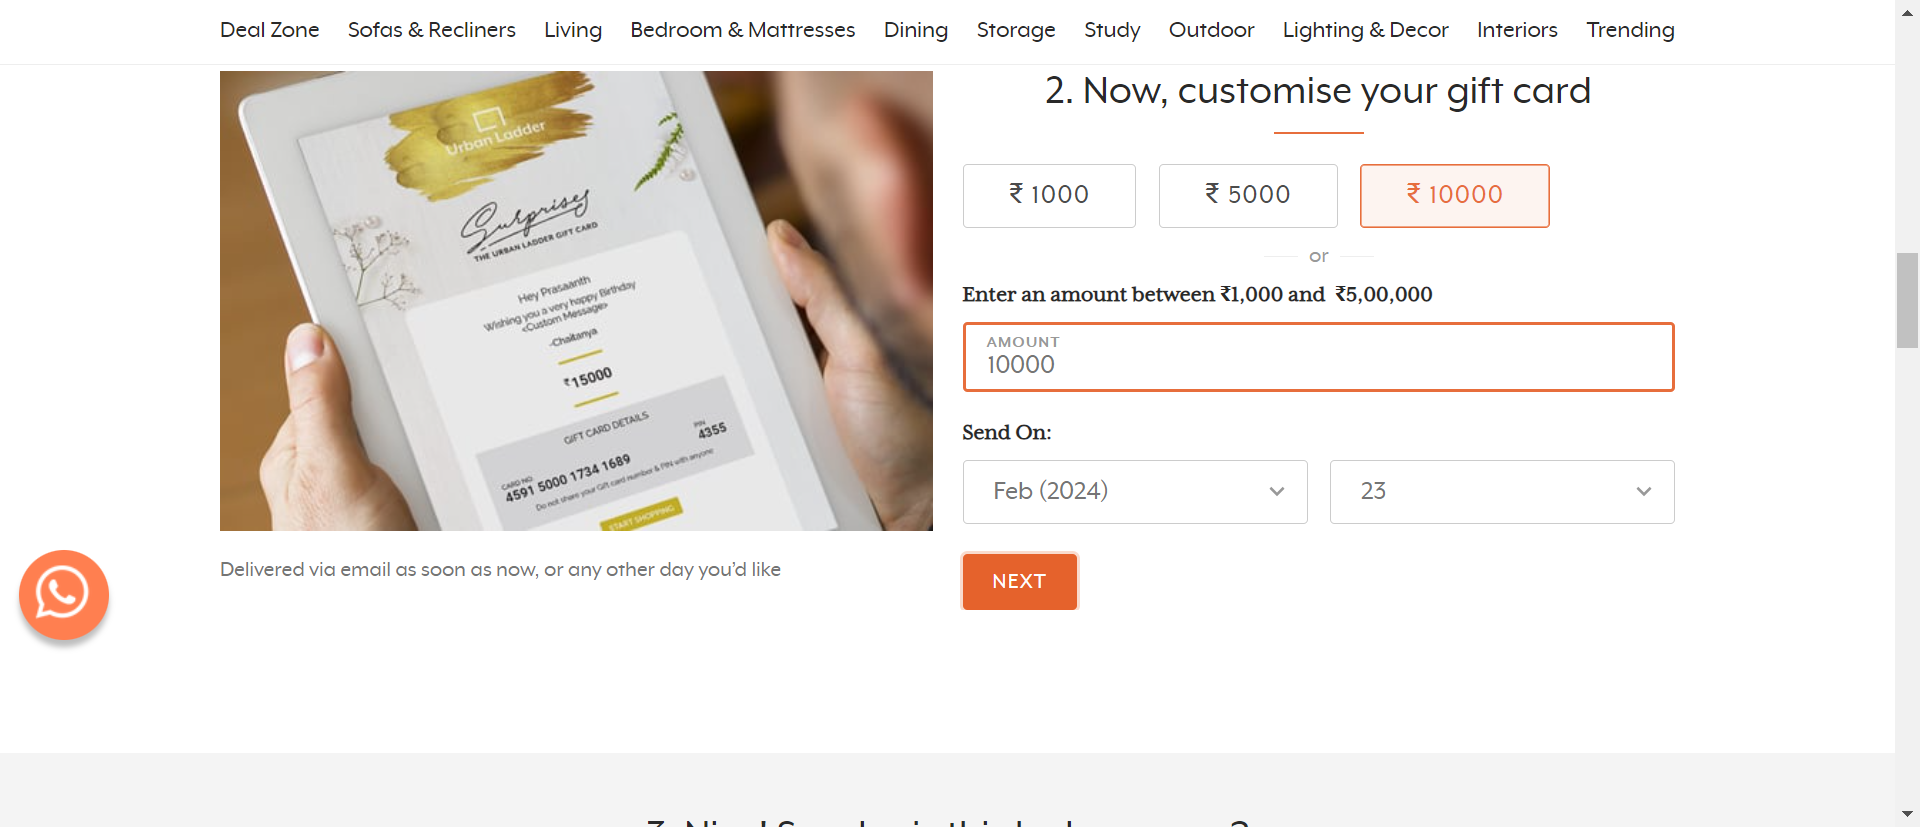 Deal Zone Sofas & Recliners Living Bedroom & Mattresses Dining Storage Study Outdoor Lighting & Decor Interiors Trending
Urban Ladder
Surprises
THE URBAN LADDER GIFT CARD
Hey Prasaanth
Wishing you a very happy Birthday
<Custom Message>
-Chaitanya
₹15000
GIFT CARD DETAILS
CARD NO
4591 5000 1734 1689
PIN
4355
Do not share your Gift card number & PIN with anyone
START SHOPPING
Delivered via email as soon as now, or any other day you’d like
2. Now, customise your gift card
₹ 1000 ₹ 5000 ₹ 10000
or
Enter an amount between ₹1,000 and ₹5,00,000
AMOUNT
10000
Send On:
Feb (2024) 23
NEXT